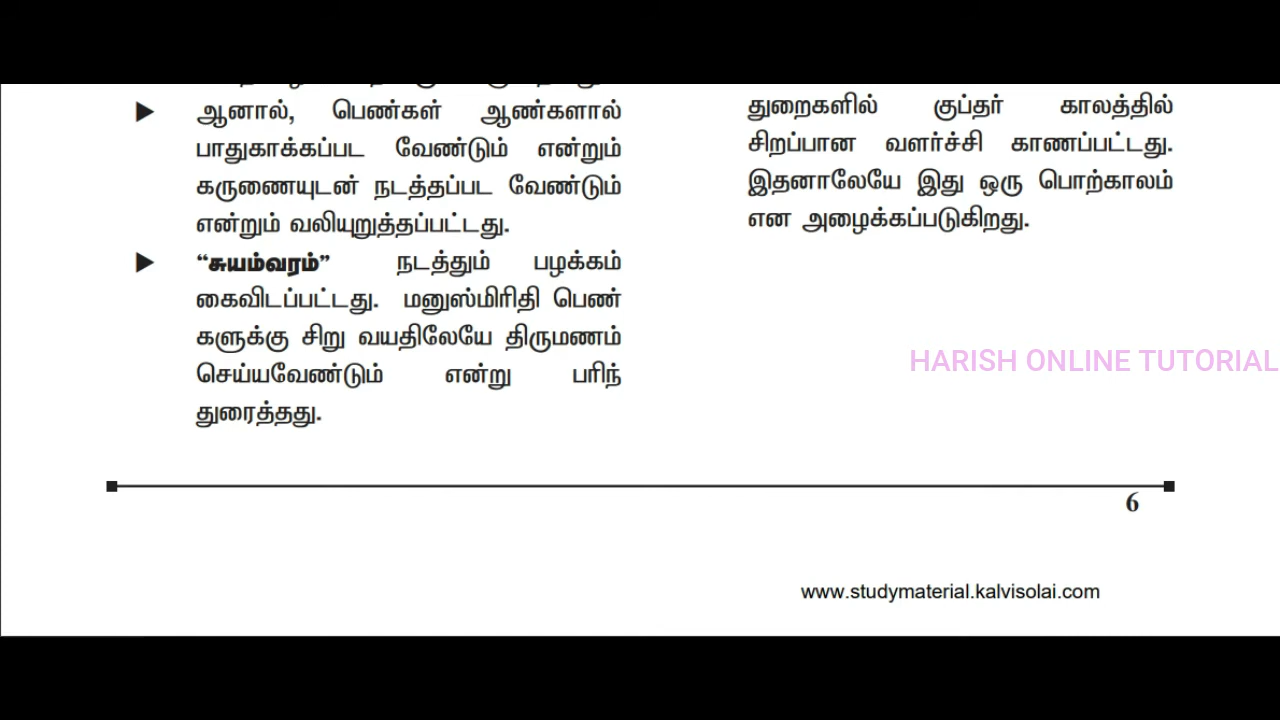 ஆனால், பெண்கள் ஆண்களால்
பாதுகாக்கப்பட வேண்டும் என்றும்
கருணையுடன் நடத்தப்பட வேண்டும்
என்றும் வலியுறுத்தப்பட்டது.
“சுயம்வரம்” நடத்தும் பழக்கம்
கைவிடப்பட்டது. மனுஸ்மிரிதி பெண்
களுக்கு சிறு வயதிலேயே திருமணம்
செய்யவேண்டும் என்று பரிந்
துரைத்தது.
துறைகளில் குப்தர் காலத்தில்
சிறப்பான வளர்ச்சி காணப்பட்டது.
இதனாலேயே இது ஒரு பொற்காலம்
என அழைக்கப்படுகிறது.
HARISH ONLINE TUTORIAL
6
www.studymaterial.kalvisolai.com